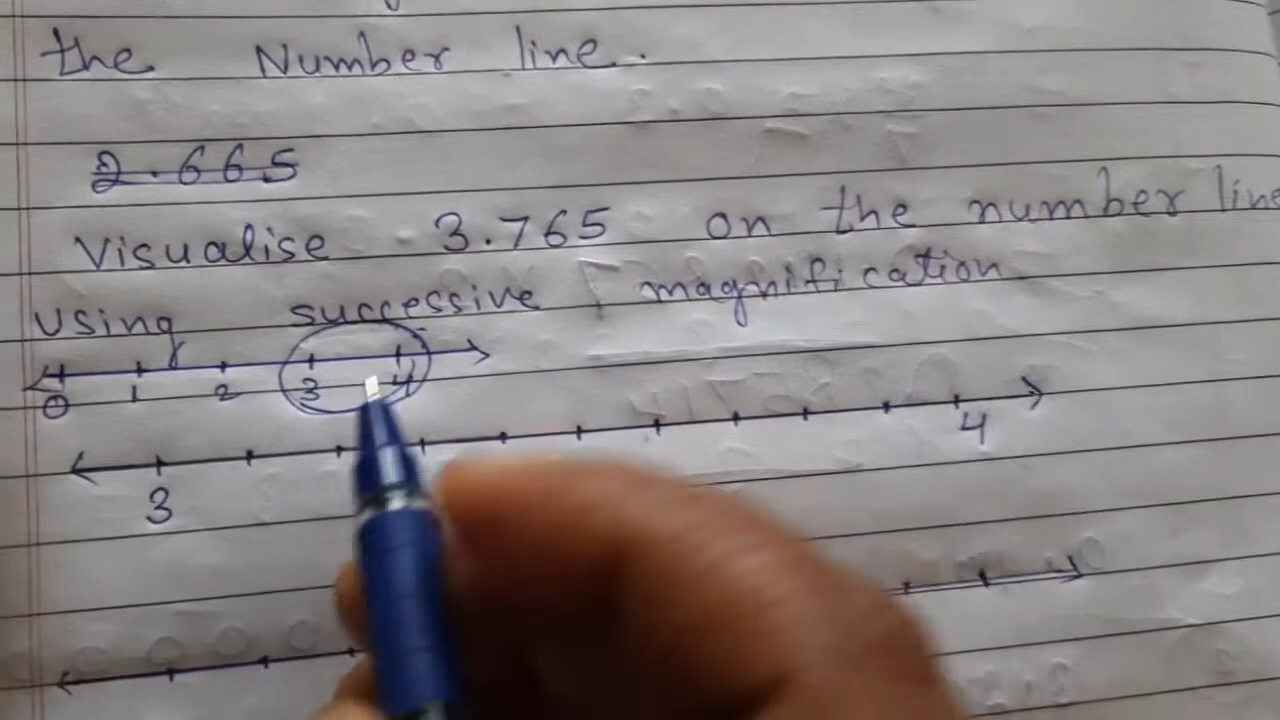 the Number line.
2.665
Visualise 3.765 on the number line
Using successive magnification
0 1 2 3 4
3 4